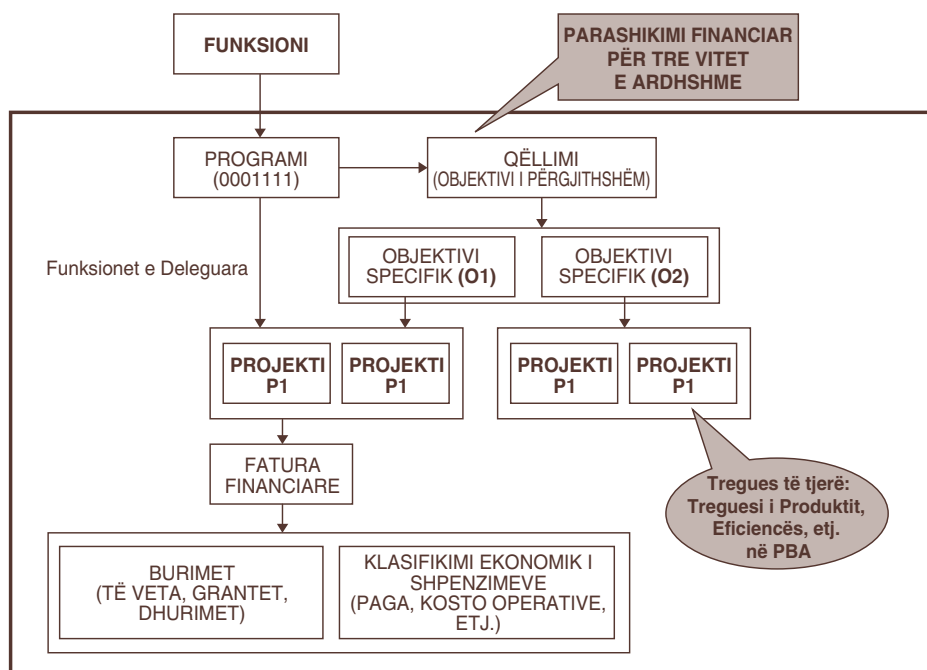 FUNKSIONI
PARASHIKIMI FINANCIAR
PËR TRE VITET
E ARDHSHME
PROGRAMI
(0001111)
QËLLIMI
(OBJEKTIVI I PËRGJITHSHËM)
Funksionet e Deleguara
OBJEKTIVI
SPECIFIK (O1)
OBJEKTIVI
SPECIFIK (O2)
PROJEKTI
P1
PROJEKTI
P1
PROJEKTI
P1
PROJEKTI
P1
FATURA
FINANCIARE
Tregues të tjerë:
Treguesi i Produktit,
Eficiencës, etj.
në PBA
BURIMET
(TË VETA, GRANTET,
DHURIMET)
KLASIFIKIMI EKONOMIK I
SHPENZIMEVE
(PAGA, KOSTO OPERATIVE,
ETJ.)